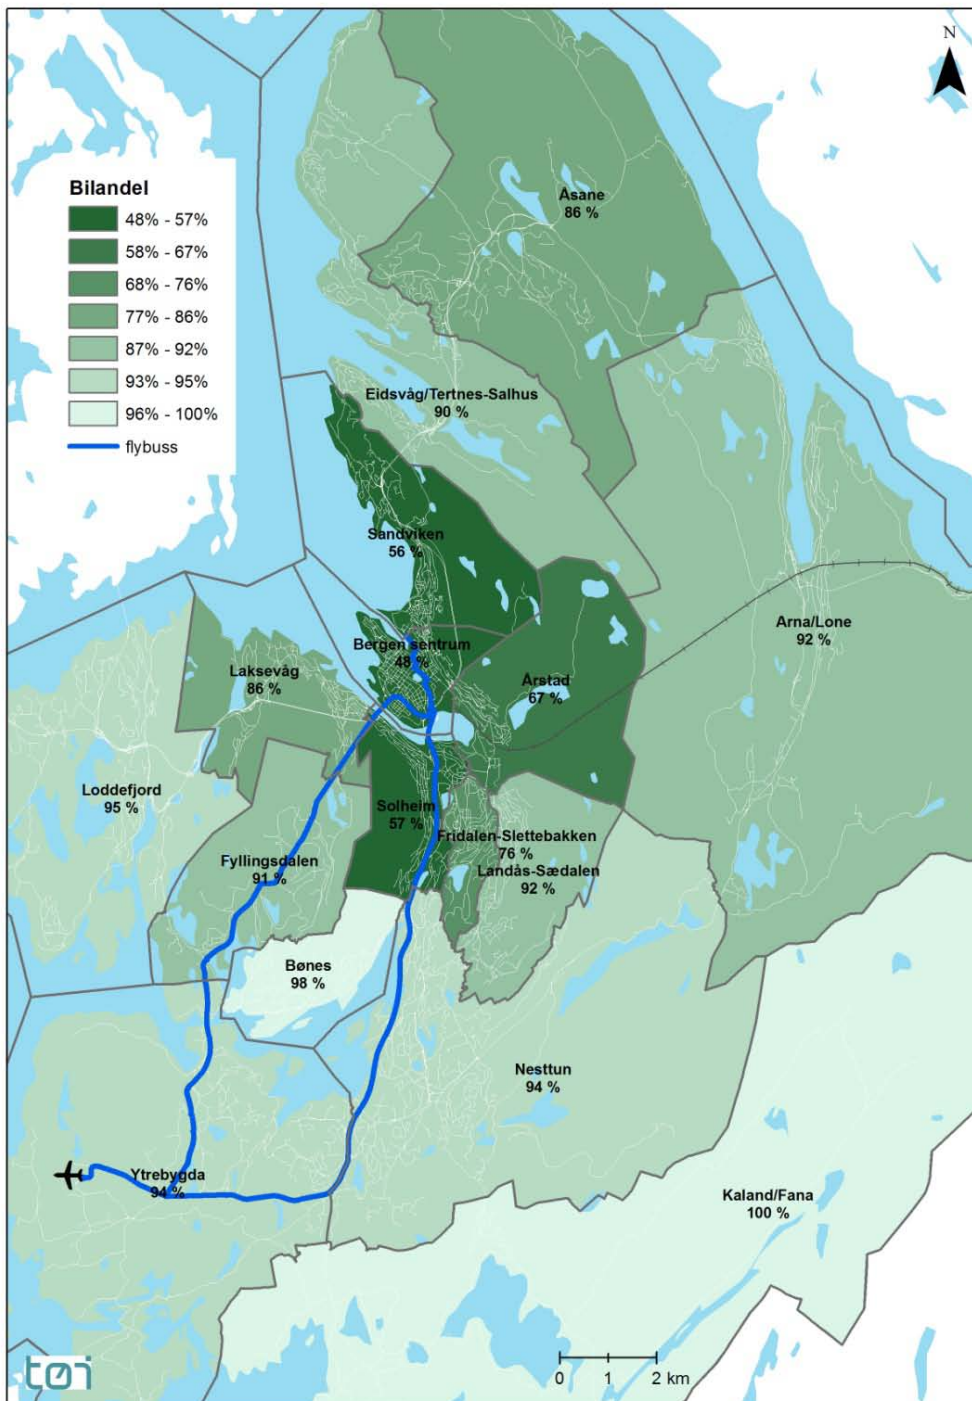 N
Bilandel
48% - 57%
58% - 67%
68% - 76%
77% - 86%
87% - 92%
93% - 95%
96% - 100%
flybuss
Åsane
86 %
Eidsvåg/Tertnes-Salhus
90 %
Sandviken
56 %
Bergen sentrum
48 %
Arna/Lone
92 %
Laksevåg
86 %
Årstad
67 %
Loddefjord
95 %
Solheim
57 %
Fridalen-Slettebakken
76 %
Landås-Sædalen
92 %
Fyllingsdalen
91 %
Bønes
98 %
Nesttun
94 %
Ytrebygda
94 %
Kaland/Fana
100 %
0 1 2 km
tøi